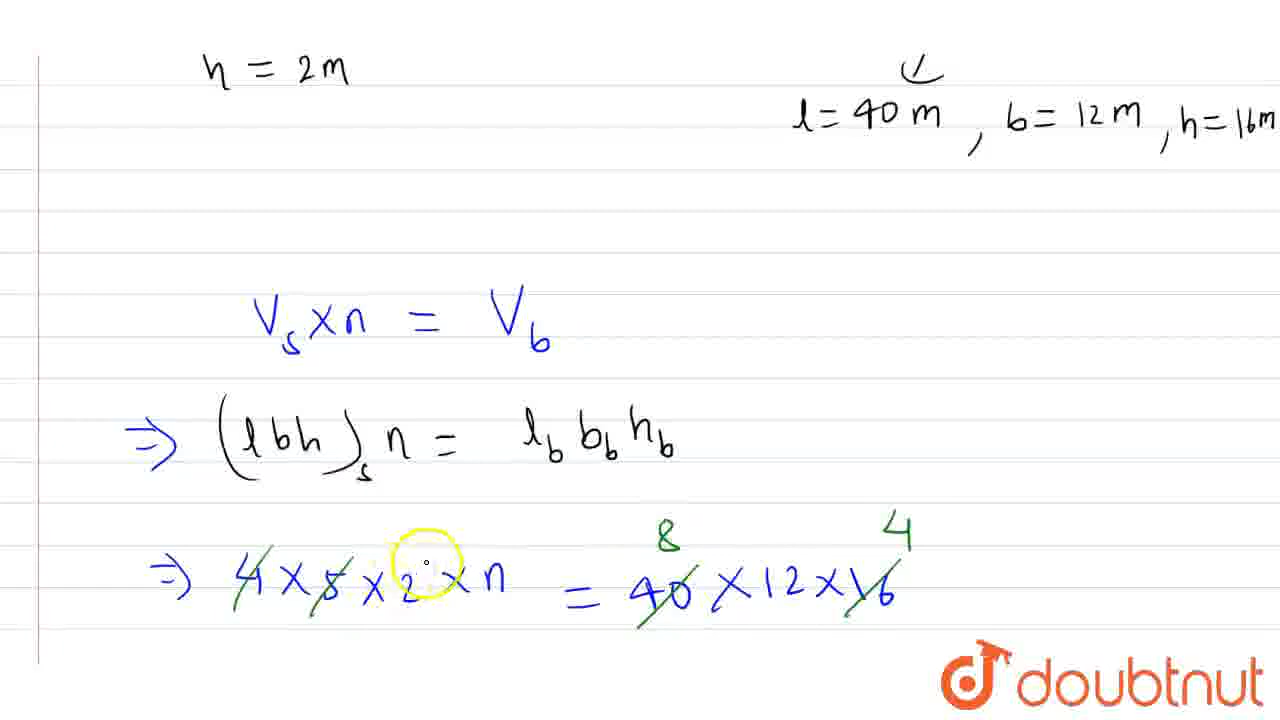 h = 2m
l = 40 m , b = 12 m , h = 16m
V_s × n = V_b
⇒ (lbh)_s n = l_b b_b h_b
8 4
⇒ 4 × 5 × 2 × n = 40 × 12 × 16
doubtnut